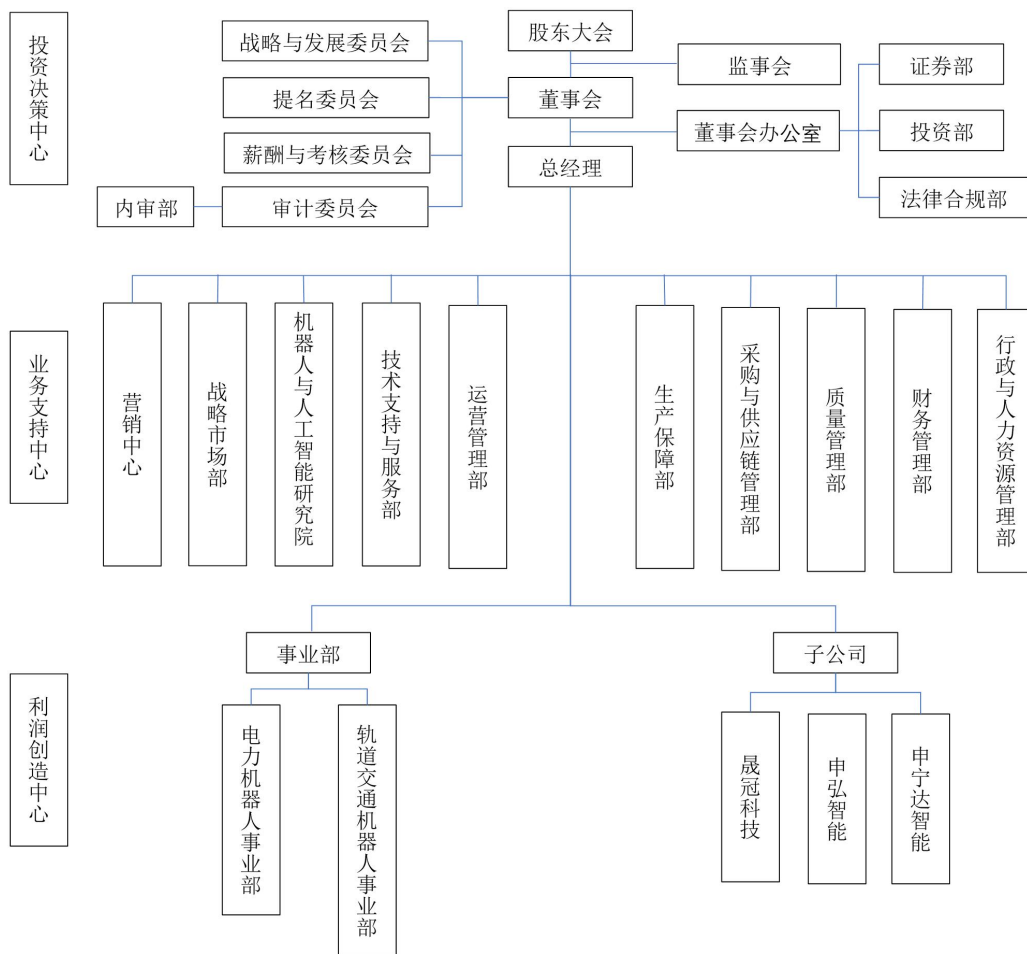 投资决策中心
股东大会
战略与发展委员会
监事会
证券部
提名委员会
董事会
董事会办公室
投资部
薪酬与考核委员会
总经理
内审部
审计委员会
法律合规部
业务支持中心
营销中心
战略市场部
机器人与人工智能研究院
技术支持与服务部
运营管理部
生产保障部
采购与供应链管理部
质量管理部
财务管理部
行政与人力资源管理部
利润创造中心
事业部
子公司
电力机器人事业部
轨道交通机器人事业部
晟冠科技
申弘智能
申宁达智能